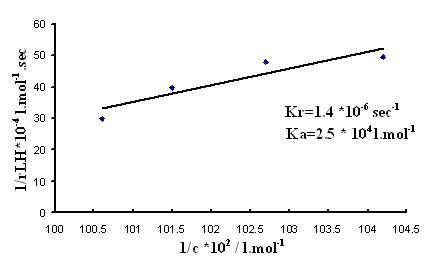 60
50
40
30
20
10
0
1/rLH*10⁻⁴ l.mol⁻¹.sec
Kr=1.4 *10⁻⁶ sec⁻¹
Ka=2.5 * 10⁴l.mol⁻¹
100 100.5 101 101.5 102 102.5 103 103.5 104 104.5
1/c *10² / l.mol⁻¹